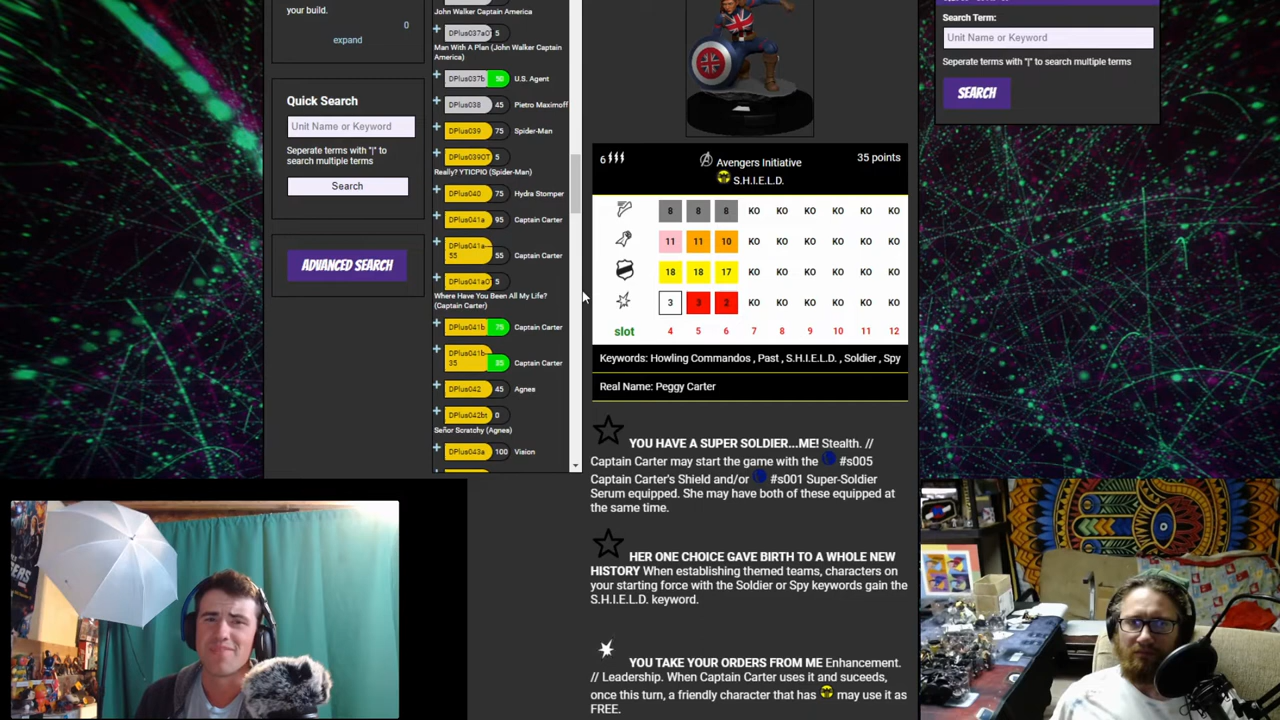 your build.
0
expand
Quick Search
Unit Name or Keyword
Seperate terms with "|" to
search multiple terms
Search
ADVANCED SEARCH
John Walker Captain America
DPlus037aOT 5
Man With A Plan (John Walker Captain
America)
DPlus037b 50 U.S. Agent
DPlus038 45 Pietro Maximoff
DPlus039 75 Spider-Man
DPlus039OT 5
Really? YTICPIO (Spider-Man)
DPlus040 75 Hydra Stomper
DPlus041a 95 Captain Carter
DPlus041a-
55 55 Captain Carter
DPlus041aOT 5
Where Have You Been All My Life?
(Captain Carter)
DPlus041b 75 Captain Carter
DPlus041b-
35 35 Captain Carter
DPlus042 45 Agnes
DPlus042bt 0
Señor Scratchy (Agnes)
DPlus043a 100 Vision
6 Avengers Initiative 35 points
S.H.I.E.L.D.
8 8 8 KO KO KO KO KO KO
11 11 10 KO KO KO KO KO KO
18 18 17 KO KO KO KO KO KO
3 3 2 KO KO KO KO KO KO
slot 4 5 6 7 8 9 10 11 12
Keywords: Howling Commandos , Past , S.H.I.E.L.D. , Soldier , Spy
Real Name: Peggy Carter
YOU HAVE A SUPER SOLDIER...ME! Stealth. //
Captain Carter may start the game with the #s005
Captain Carter's Shield and/or #s001 Super-Soldier
Serum equipped. She may have both of these equipped at
the same time.
HER ONE CHOICE GAVE BIRTH TO A WHOLE NEW
HISTORY When establishing themed teams, characters on
your starting force with the Soldier or Spy keywords gain the
S.H.I.E.L.D. keyword.
YOU TAKE YOUR ORDERS FROM ME Enhancement.
// Leadership. When Captain Carter uses it and suceeds,
once this turn, a friendly character that has may use it as
FREE.
Search Term:
Unit Name or Keyword
Seperate terms with "|" to search multiple terms
SEARCH